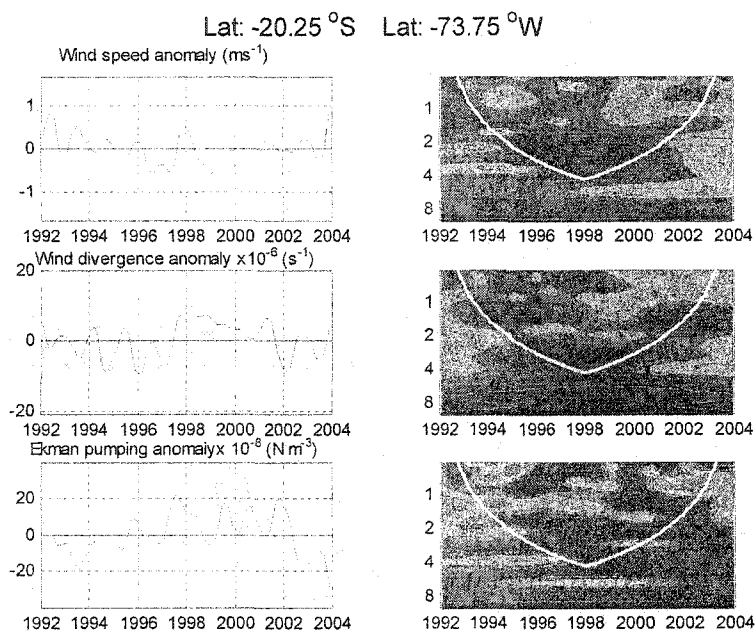 Lat: -20.25 °S Lat: -73.75 °W
Wind speed anomaly (ms⁻¹)
1
0
-1
1992 1994 1996 1998 2000 2002 2004
1
2
4
8
1992 1994 1996 1998 2000 2002 2004
Wind divergence anomaly x10⁻⁶ (s⁻¹)
20
0
-20
1992 1994 1996 1998 2000 2002 2004
1
2
4
8
1992 1994 1996 1998 2000 2002 2004
Ekman pumping anomalyx 10⁻⁸ (N m⁻³)
20
0
-20
1992 1994 1996 1998 2000 2002 2004
1
2
4
8
1992 1994 1996 1998 2000 2002 2004